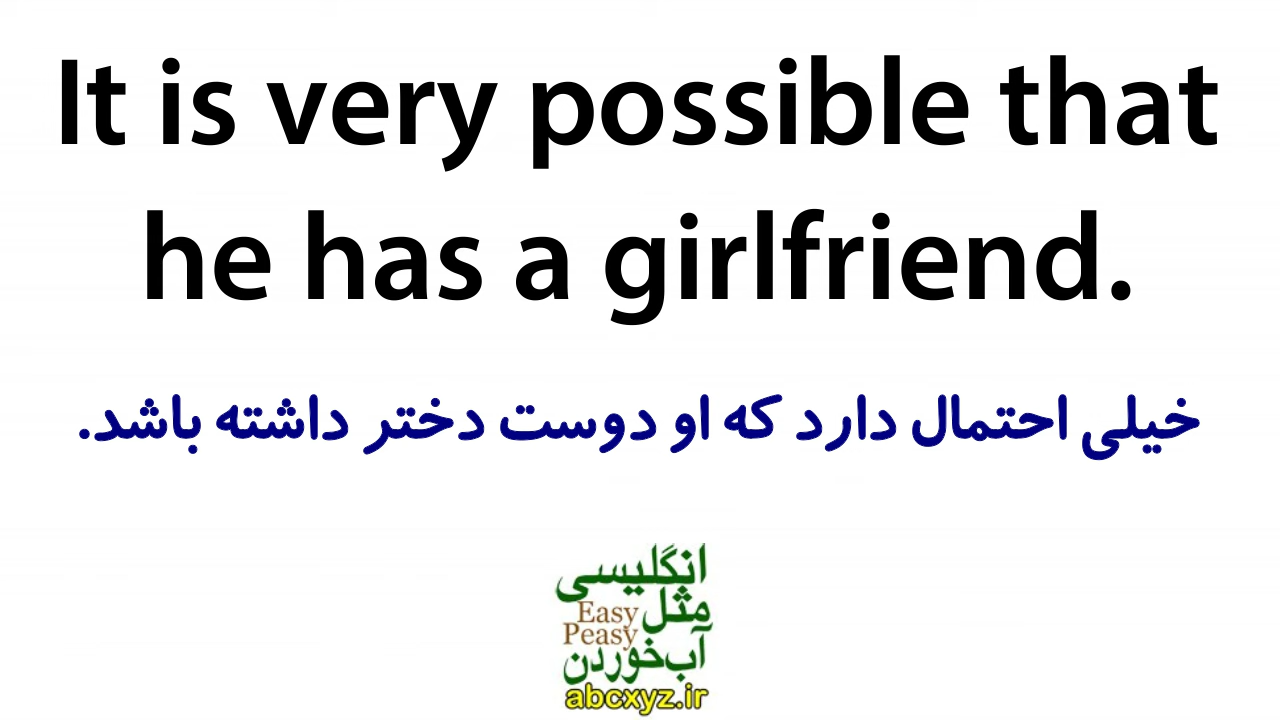 It is very possible that
he has a girlfriend.
خیلی احتمال دارد که او دوست دختر داشته باشد.
انگلیسی
مثل
Easy
Peasy
آب‌خوردن
abcxyz.ir